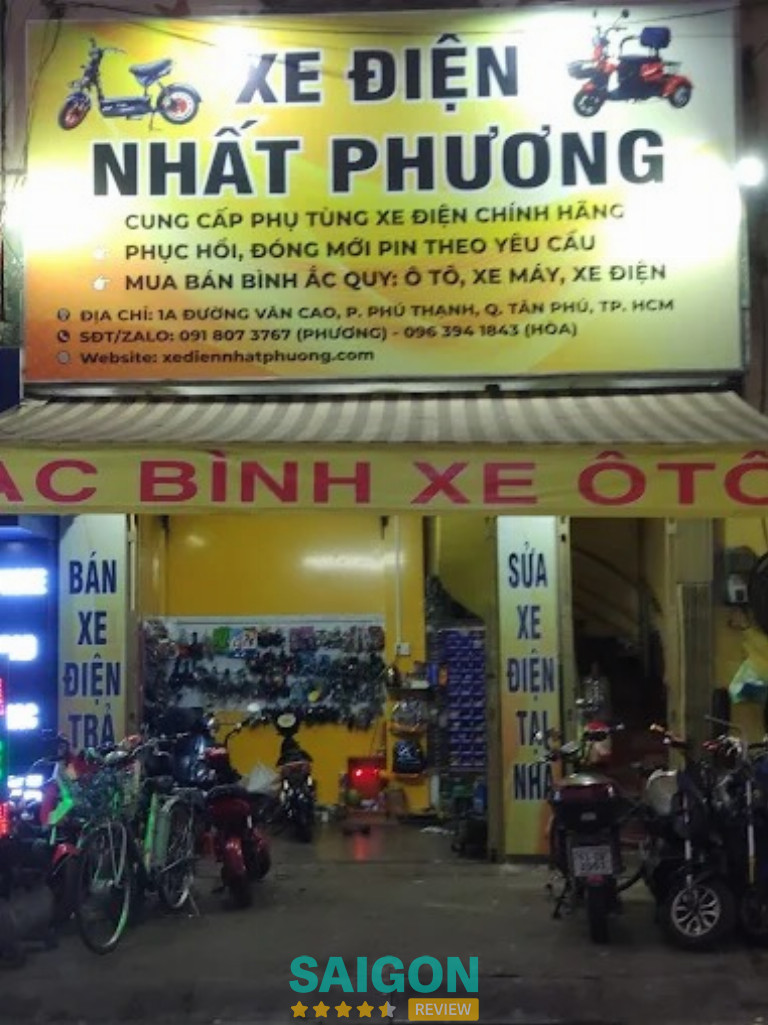 XE ĐIỆN
NHẤT PHƯƠNG
CUNG CẤP PHỤ TÙNG XE ĐIỆN CHÍNH HÃNG
PHỤC HỒI, ĐÓNG MỚI PIN THEO YÊU CẦU
MUA BÁN BÌNH ẮC QUY: Ô TÔ, XE MÁY, XE ĐIỆN
ĐỊA CHỈ: 1A ĐƯỜNG VĂN CAO, P. PHÚ THẠNH, Q. TÂN PHÚ, TP. HCM
SĐT/ZALO: 091 807 3767 (PHƯƠNG) - 096 394 1843 (HOA)
Website: xediennhatphuong.com
AC BÌNH XE ÔTÔ
BÁN
XE
ĐIỆN
TRẢ
SỬA
XE
ĐIỆN
TẠI
NHÀ
SAIGON
REVIEW